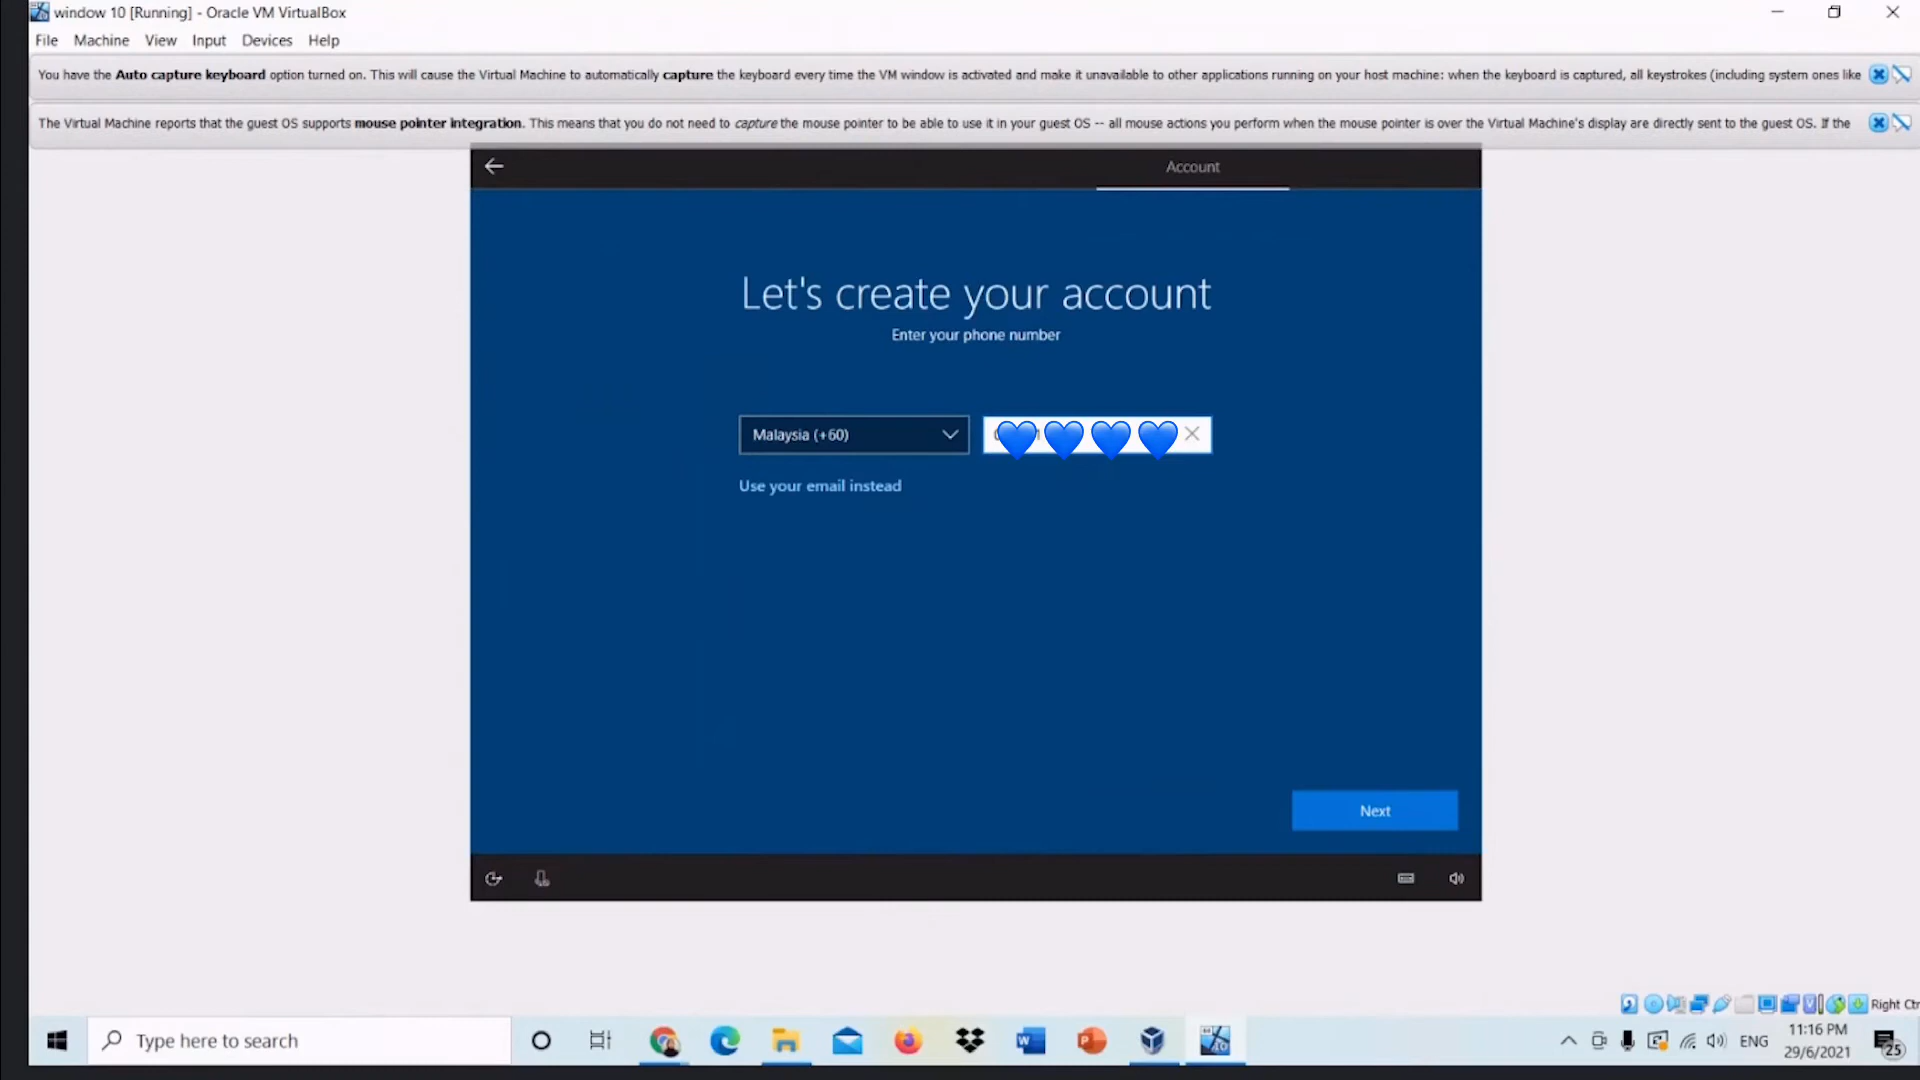 window 10 [Running] - Oracle VM VirtualBox
File Machine View Input Devices Help
You have the Auto capture keyboard option turned on. This will cause the Virtual Machine to automatically capture the keyboard every time the VM window is activated and make it unavailable to other applications running on your host machine: when the keyboard is captured, all keystrokes (including system ones like
The Virtual Machine reports that the guest OS supports mouse pointer integration. This means that you do not need to capture the mouse pointer to be able to use it in your guest OS -- all mouse actions you perform when the mouse pointer is over the Virtual Machine's display are directly sent to the guest OS. If the
Account
Let's create your account
Enter your phone number
Malaysia (+60)
Use your email instead
Next
Right Ctr
Type here to search
ENG
11:16 PM
29/6/2021
25